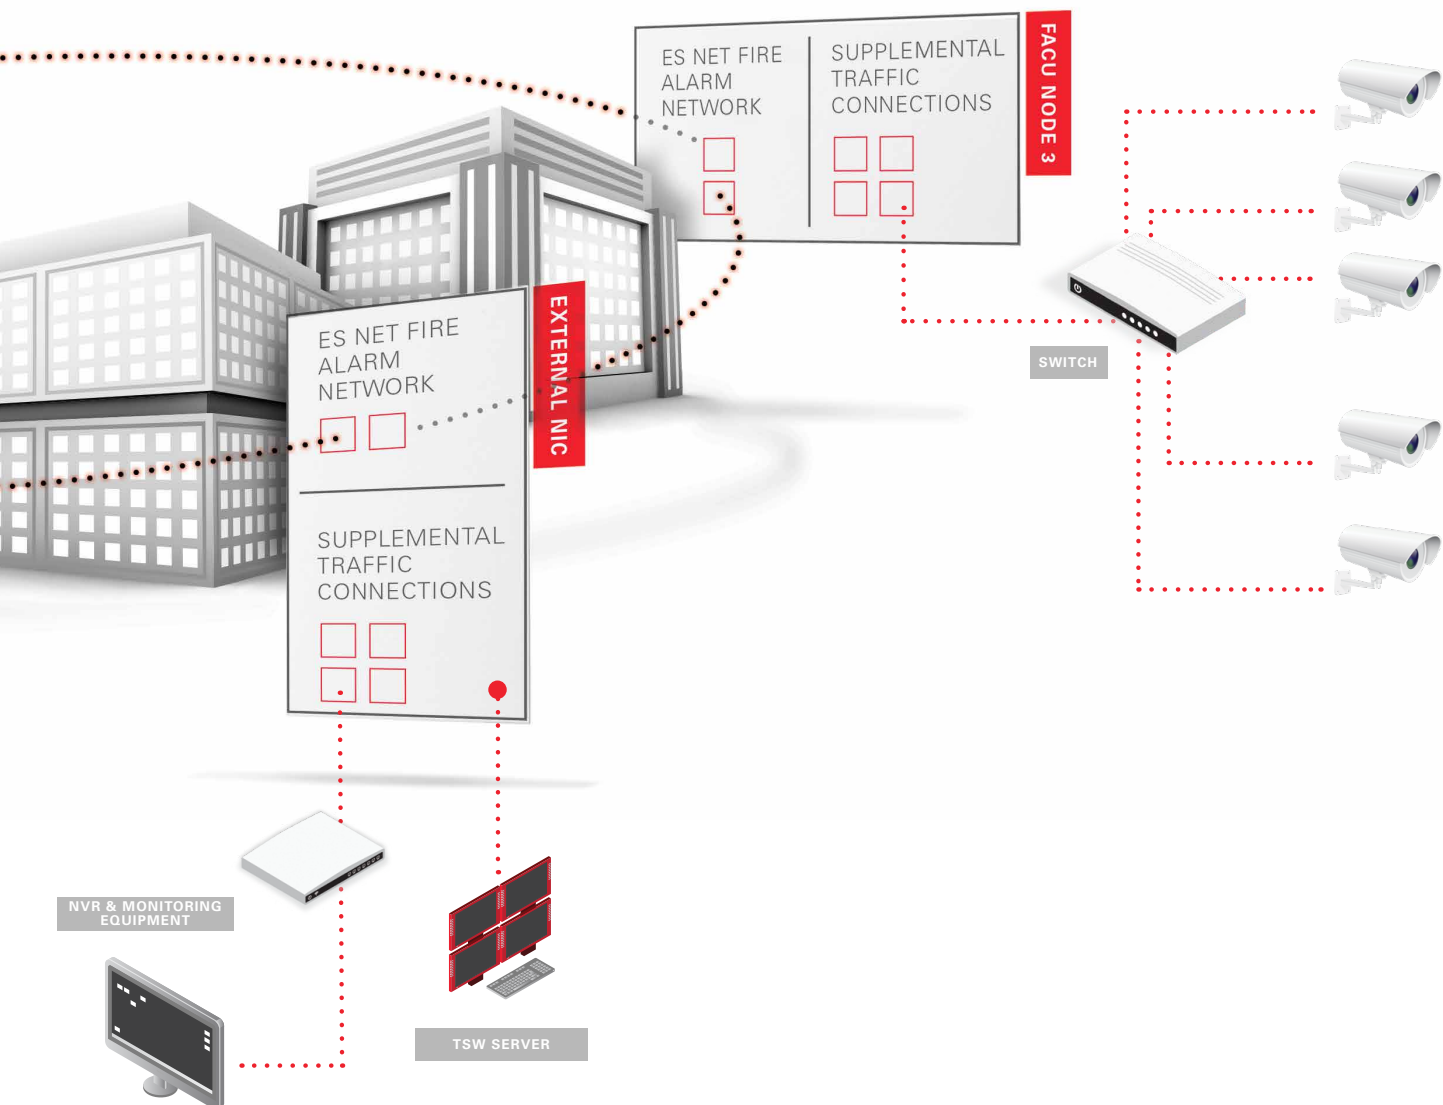 ES NET FIRE
ALARM
NETWORK
SUPPLEMENTAL
TRAFFIC
CONNECTIONS
FACU NODE 3
SWITCH
ES NET FIRE
ALARM
NETWORK
EXTERNAL NIC
SUPPLEMENTAL
TRAFFIC
CONNECTIONS
NVR & MONITORING
EQUIPMENT
TSW SERVER